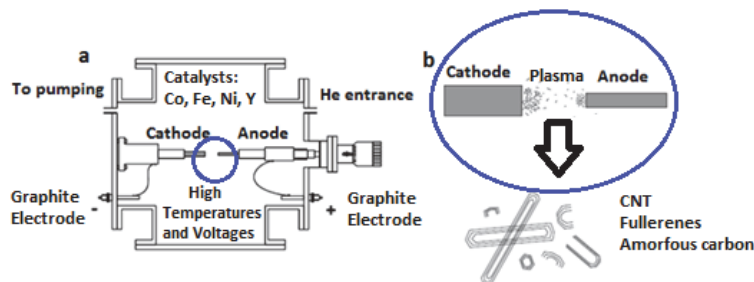 a
To pumping
Catalysts:
Co, Fe, Ni, Y
He entrance
Cathode
Anode
Graphite
Electrode -
High
Temperatures
and Voltages
+ Graphite
Electrode
b
Cathode
Plasma
Anode
CNT
Fullerenes
Amorfous carbon